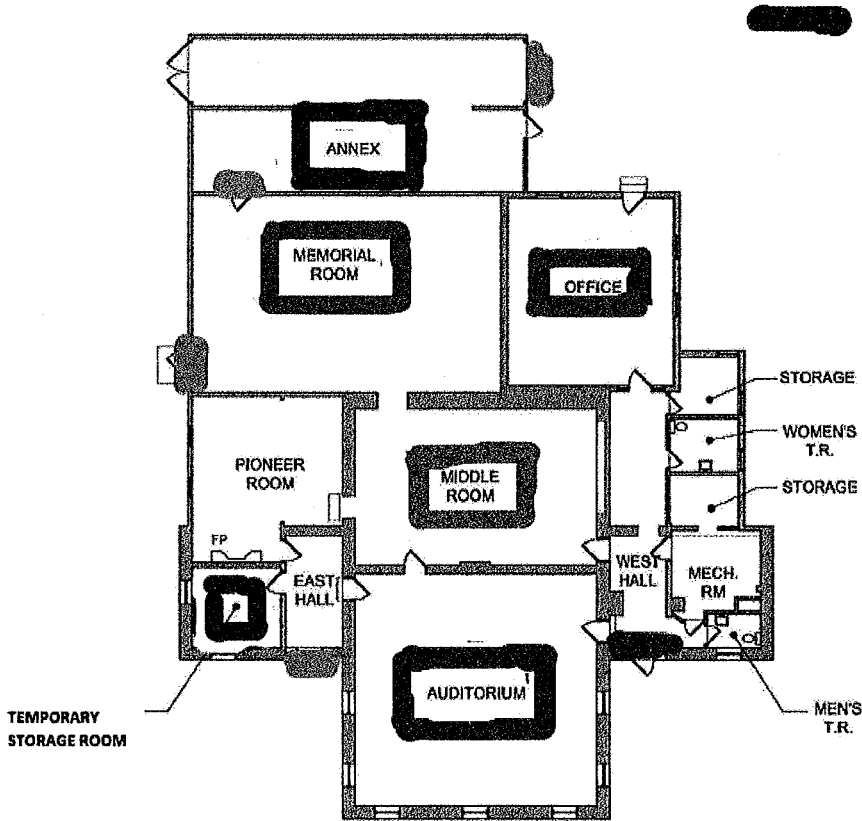 ANNEX
MEMORIAL
ROOM
OFFICE
STORAGE
WOMEN'S
T.R.
STORAGE
PIONEER
ROOM
MIDDLE
ROOM
FP
EAST
HALL
WEST
HALL
MECH.
RM
AUDITORIUM
TEMPORARY
STORAGE ROOM
MEN'S
T.R.